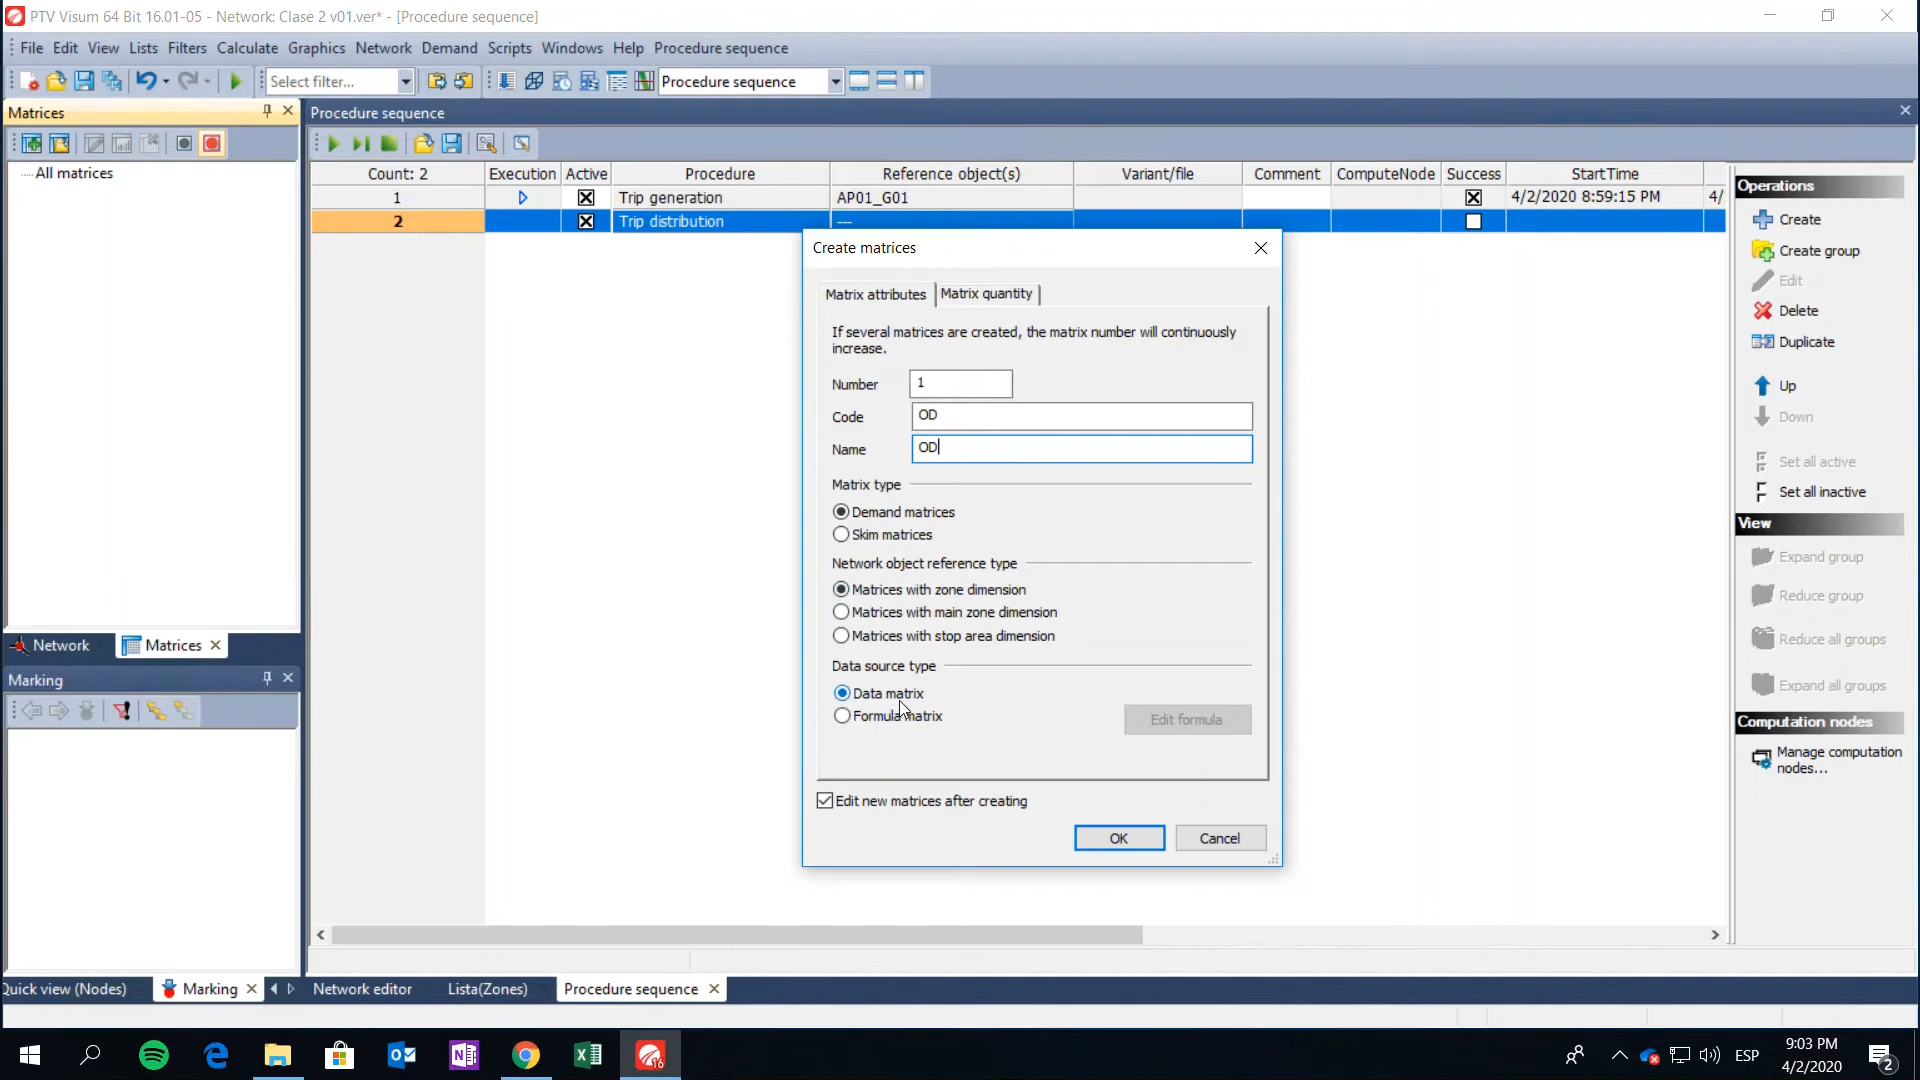 PTV Visum 64 Bit 16.01-05 - Network: Clase 2 v01.ver* - [Procedure sequence]
File Edit View Lists Filters Calculate Graphics Network Demand Scripts Windows Help Procedure sequence
Select filter... Procedure sequence
Matrices
All matrices
Procedure sequence
Count: 2 Execution Active Procedure Reference object(s) Variant/file Comment ComputeNode Success StartTime
1 Trip generation AP01_G01 4/2/2020 8:59:15 PM 4/
2 Trip distribution ---
Create matrices
Matrix attributes Matrix quantity
If several matrices are created, the matrix number will continuously
increase.
Number 1
Code OD
Name OD
Matrix type
Demand matrices
Skim matrices
Network object reference type
Matrices with zone dimension
Matrices with main zone dimension
Matrices with stop area dimension
Data source type
Data matrix
Formula matrix
Edit formula
Edit new matrices after creating
OK Cancel
Operations
Create
Create group
Edit
Delete
Duplicate
Up
Down
Set all active
Set all inactive
View
Expand group
Reduce group
Reduce all groups
Expand all groups
Computation nodes
Manage computation
nodes...
Network Matrices
Marking
Quick view (Nodes) Marking Network editor Lista(Zones) Procedure sequence
16
ESP
9:03 PM
4/2/2020
2